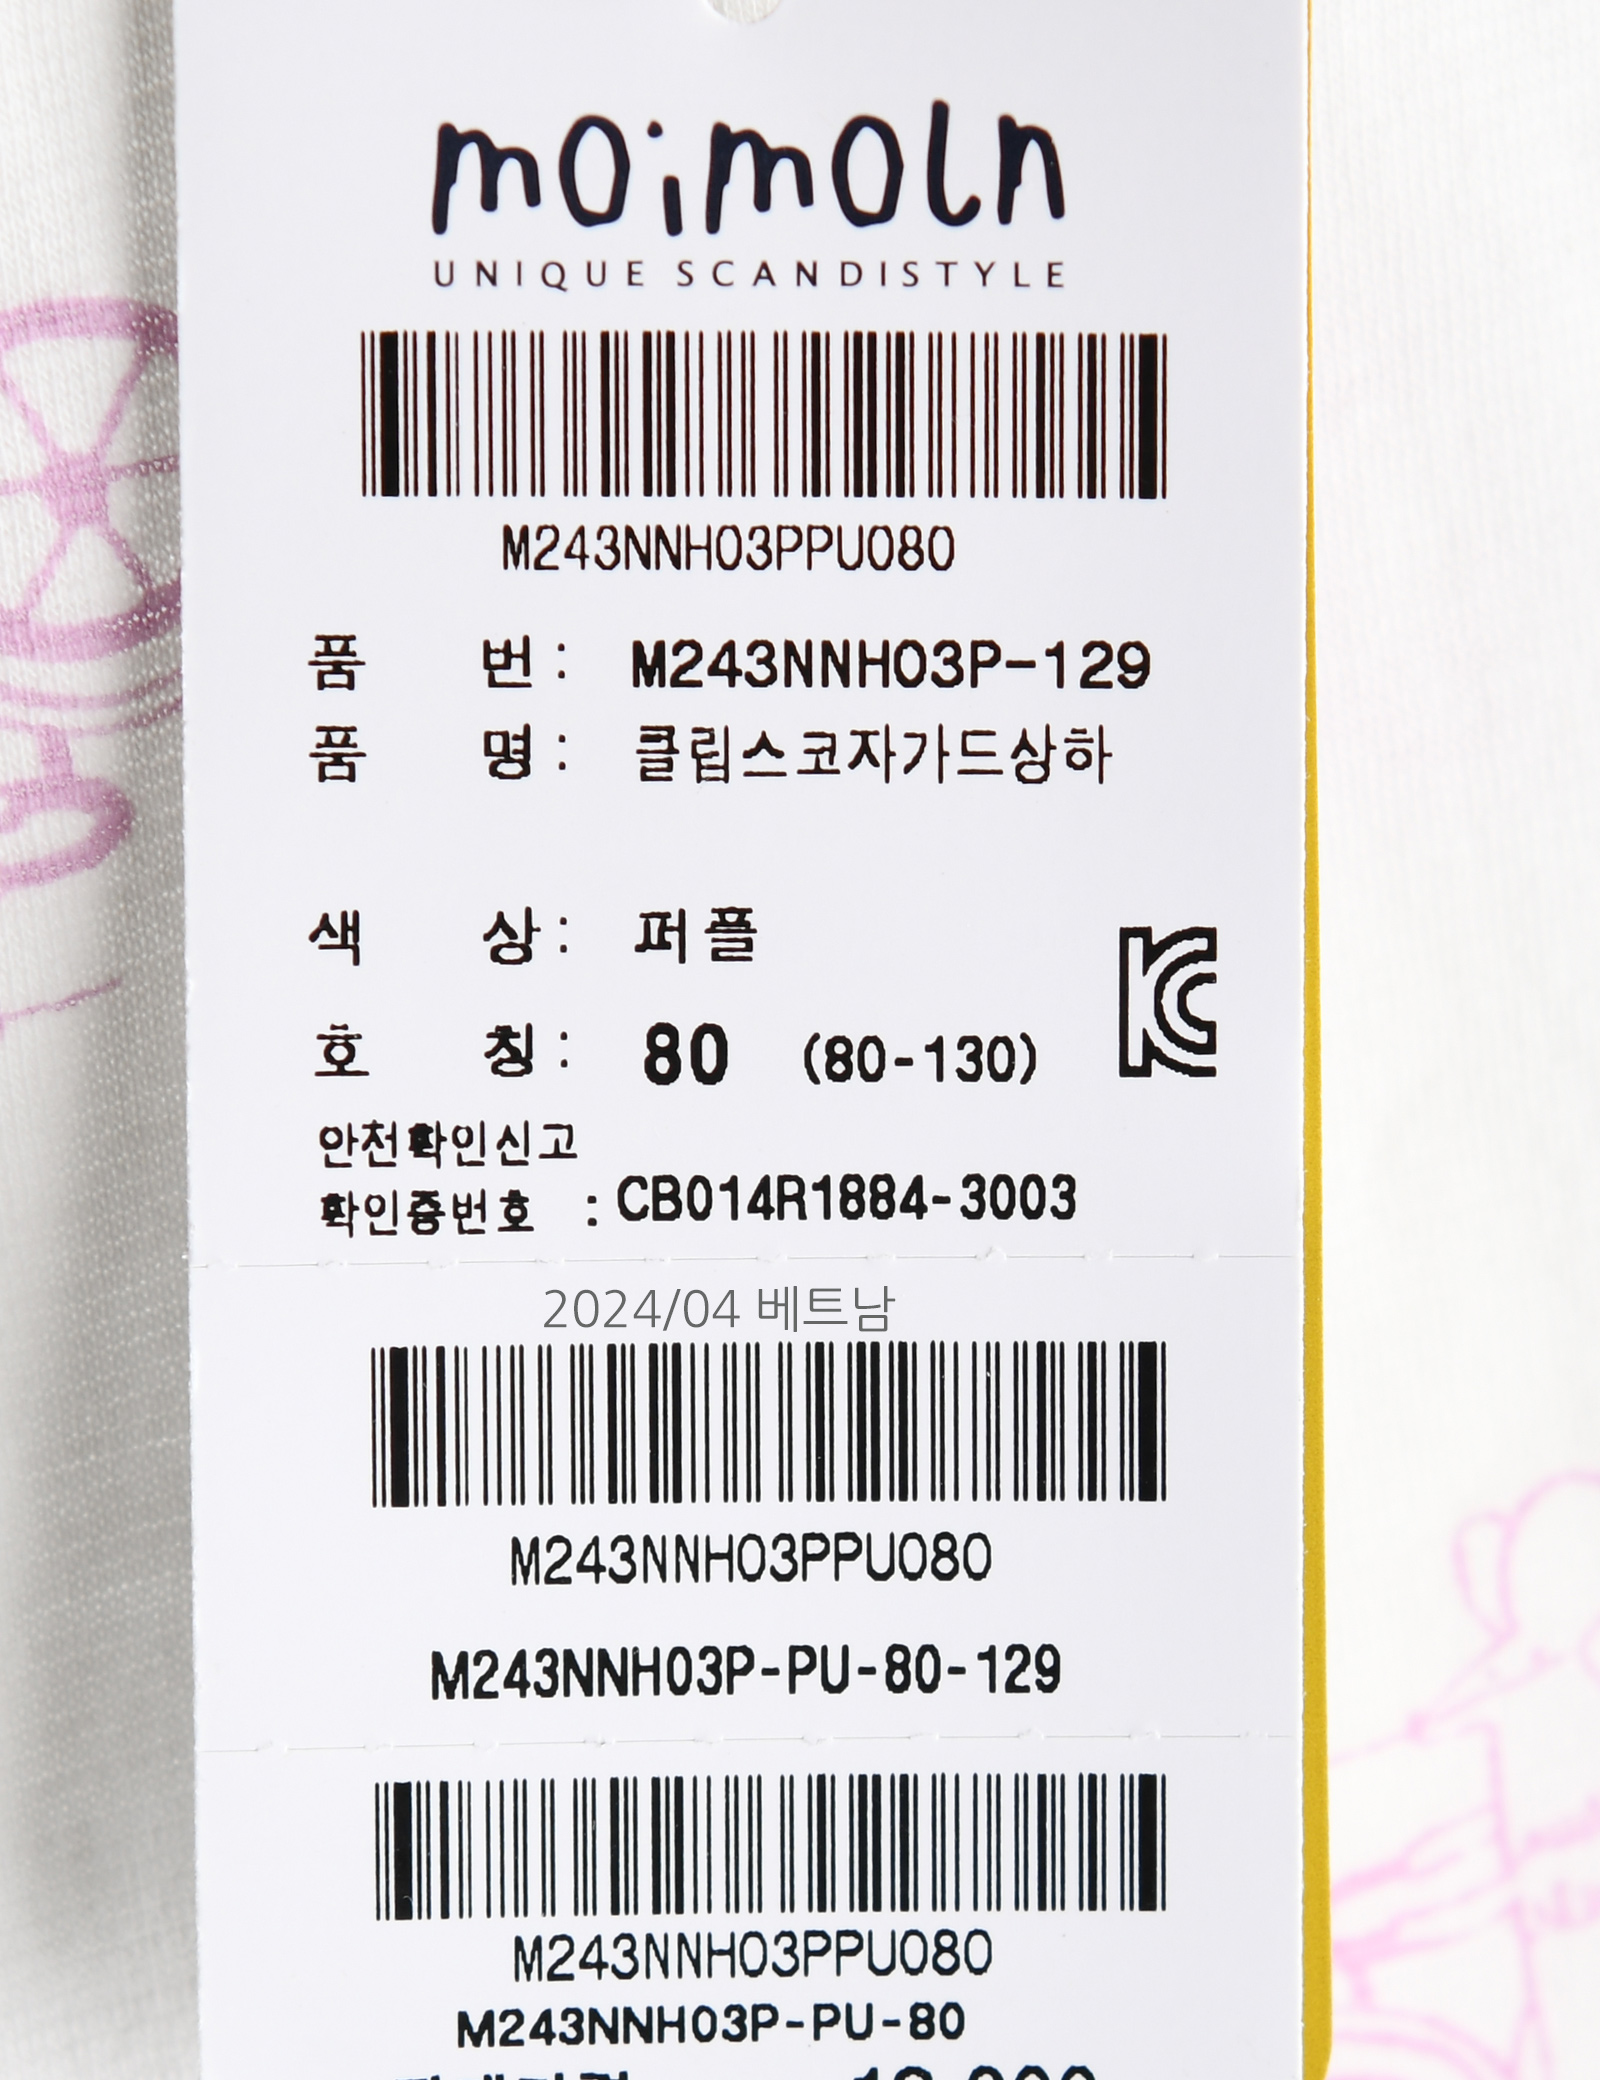 moimoln
UNIQUE SCANDISTYLE
M243NNH03PPU080
품 번 : M243NNH03P-129
품 명 : 클립스코자가드상하
색 상 : 퍼플
호 칭 : 80 (80-130)
안전확인신고
확인증번호 : CB014R1884-3003
2024/04 베트남
M243NNH03PPU080
M243NNH03P-PU-80-129
M243NNH03PPU080
M243NNH03P-PU-80